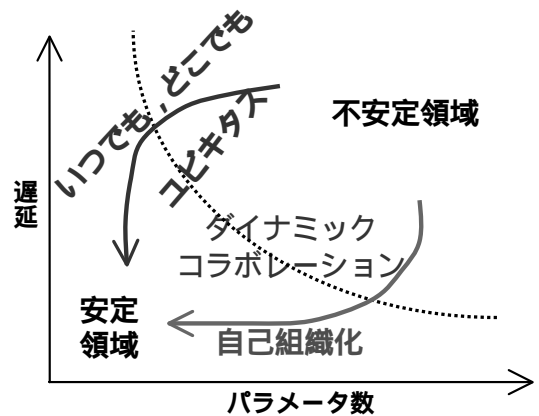 いつでも,どこでも
ユビキタス
不安定領域
遅延
ダイナミック
コラボレーション
安定
領域
自己組織化
パラメータ数